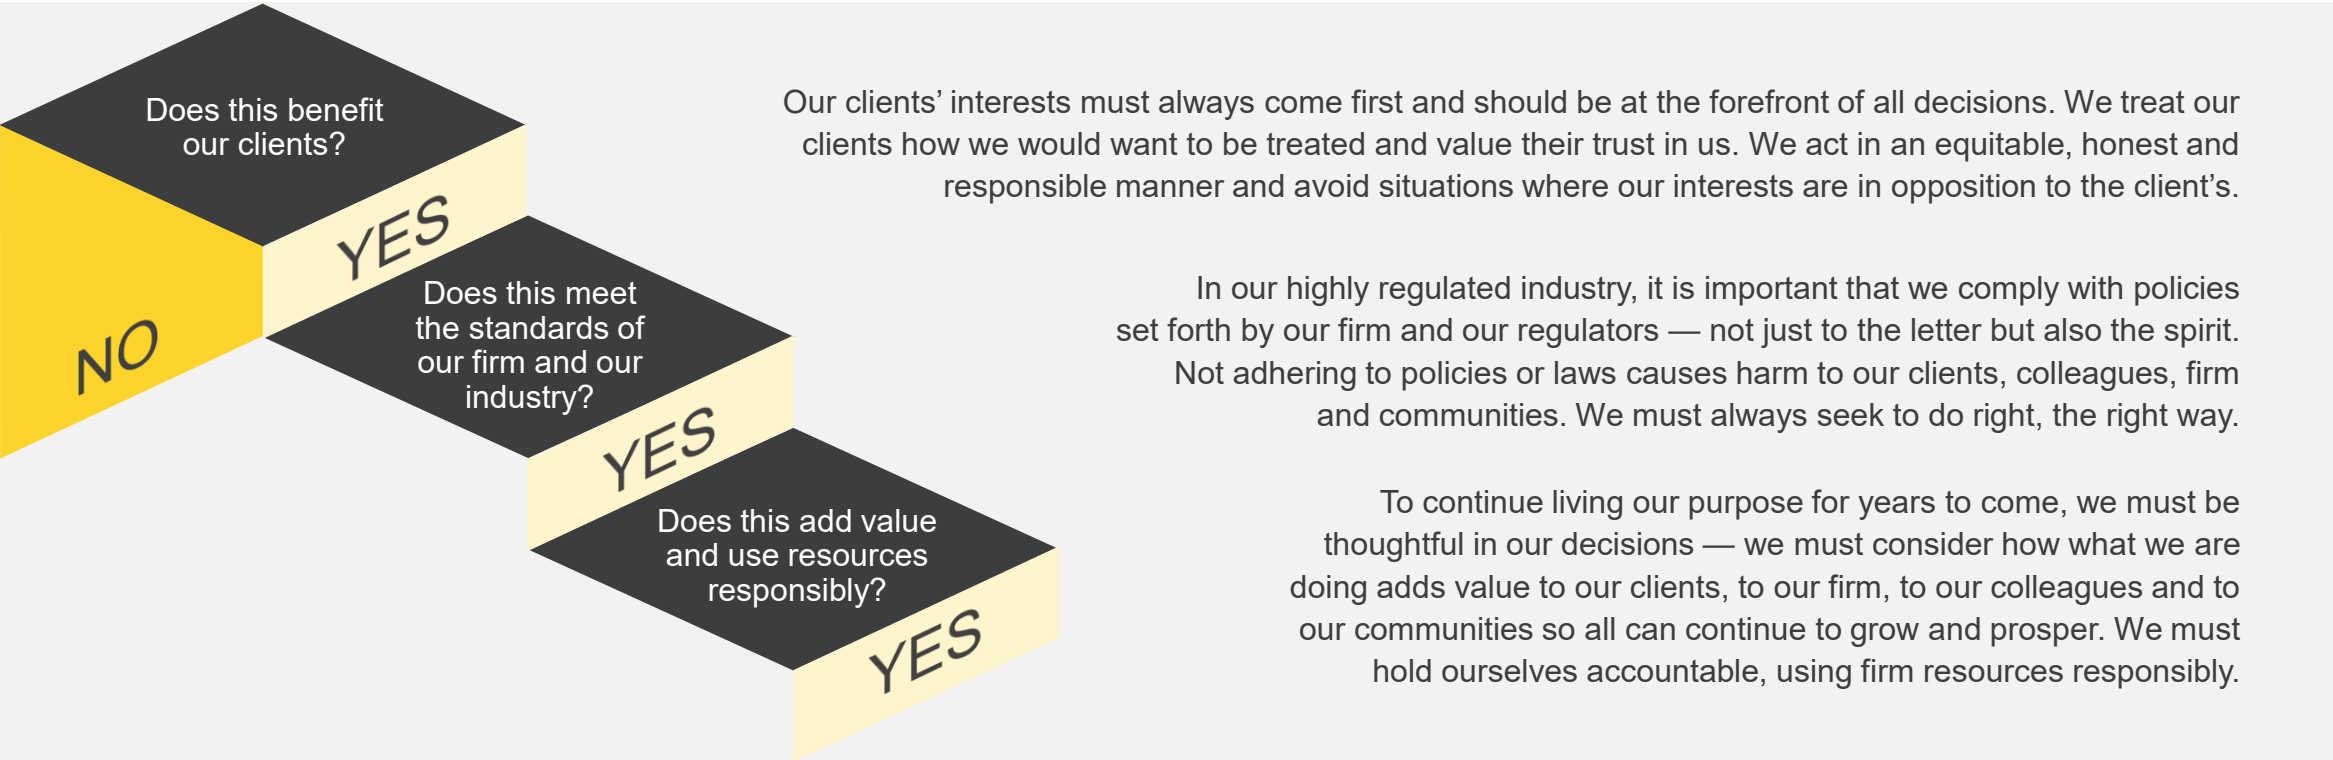 Does this benefit
our clients?
YES
NO
Our clients’ interests must always come first and should be at the forefront of all decisions. We treat our
clients how we would want to be treated and value their trust in us. We act in an equitable, honest and
responsible manner and avoid situations where our interests are in opposition to the client’s.
Does this meet
the standards of
our firm and our
industry?
YES
In our highly regulated industry, it is important that we comply with policies
set forth by our firm and our regulators — not just to the letter but also the spirit.
Not adhering to policies or laws causes harm to our clients, colleagues, firm
and communities. We must always seek to do right, the right way.
Does this add value
and use resources
responsibly?
YES
To continue living our purpose for years to come, we must be
thoughtful in our decisions — we must consider how what we are
doing adds value to our clients, to our firm, to our colleagues and to
our communities so all can continue to grow and prosper. We must
hold ourselves accountable, using firm resources responsibly.